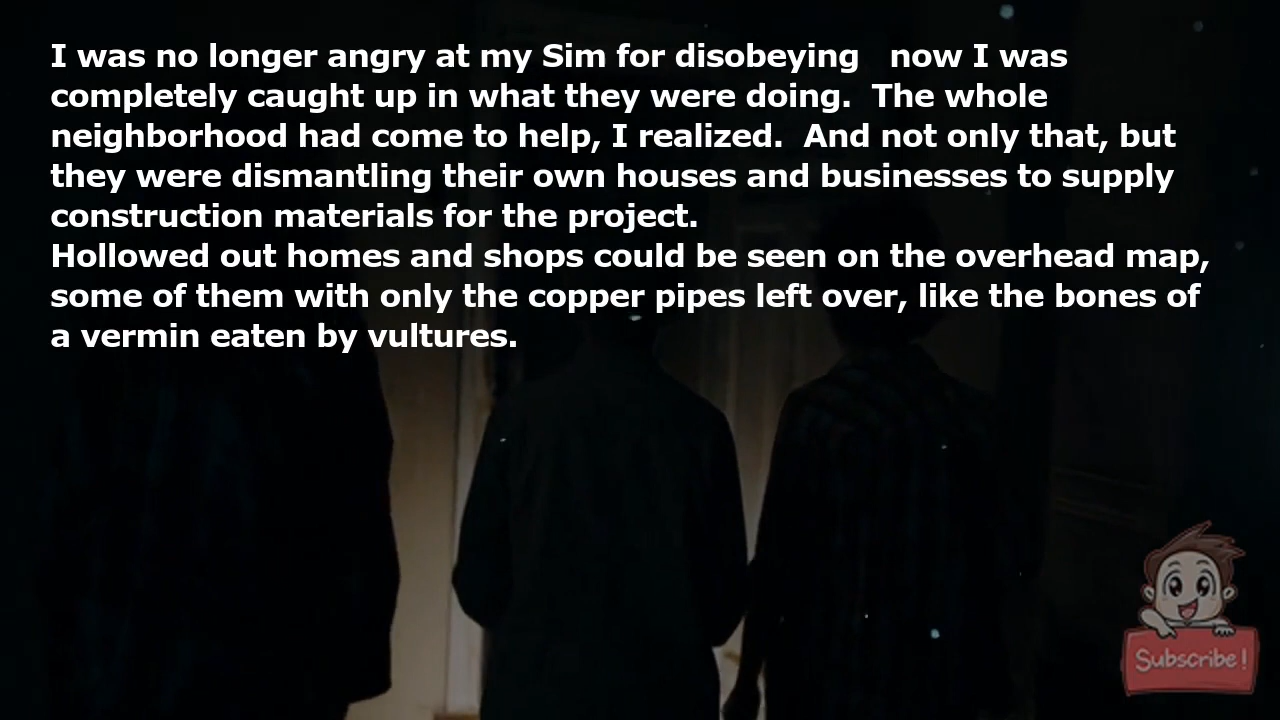 I was no longer angry at my Sim for disobeying   now I was
completely caught up in what they were doing.  The whole
neighborhood had come to help, I realized.  And not only that, but
they were dismantling their own houses and businesses to supply
construction materials for the project.
Hollowed out homes and shops could be seen on the overhead map,
some of them with only the copper pipes left over, like the bones of
a vermin eaten by vultures.
Subscribe!